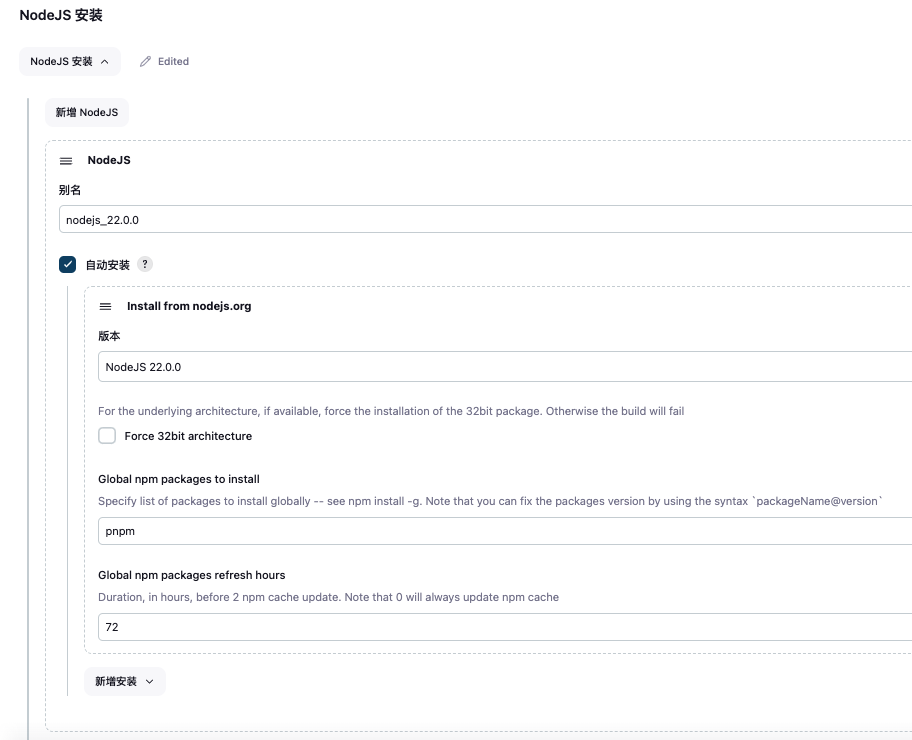 NodeJS 安装
NodeJS 安装
Edited
新增 NodeJS
NodeJS
别名
nodejs_22.0.0
自动安装 ?
Install from nodejs.org
版本
NodeJS 22.0.0
For the underlying architecture, if available, force the installation of the 32bit package. Otherwise the build will fail
Force 32bit architecture
Global npm packages to install
Specify list of packages to install globally -- see npm install -g. Note that you can fix the packages version by using the syntax `packageName@version`
pnpm
Global npm packages refresh hours
Duration, in hours, before 2 npm cache update. Note that 0 will always update npm cache
72
新增安装